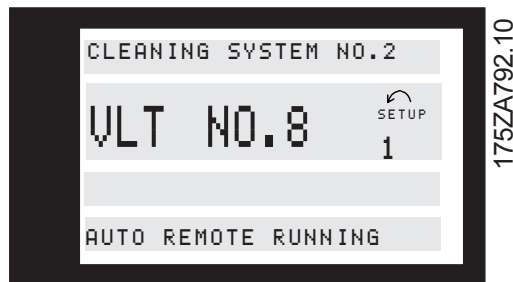 CLEANING SYSTEM NO.2
VLT NO.8
SETUP
1
AUTO REMOTE RUNNING
175ZA792.10